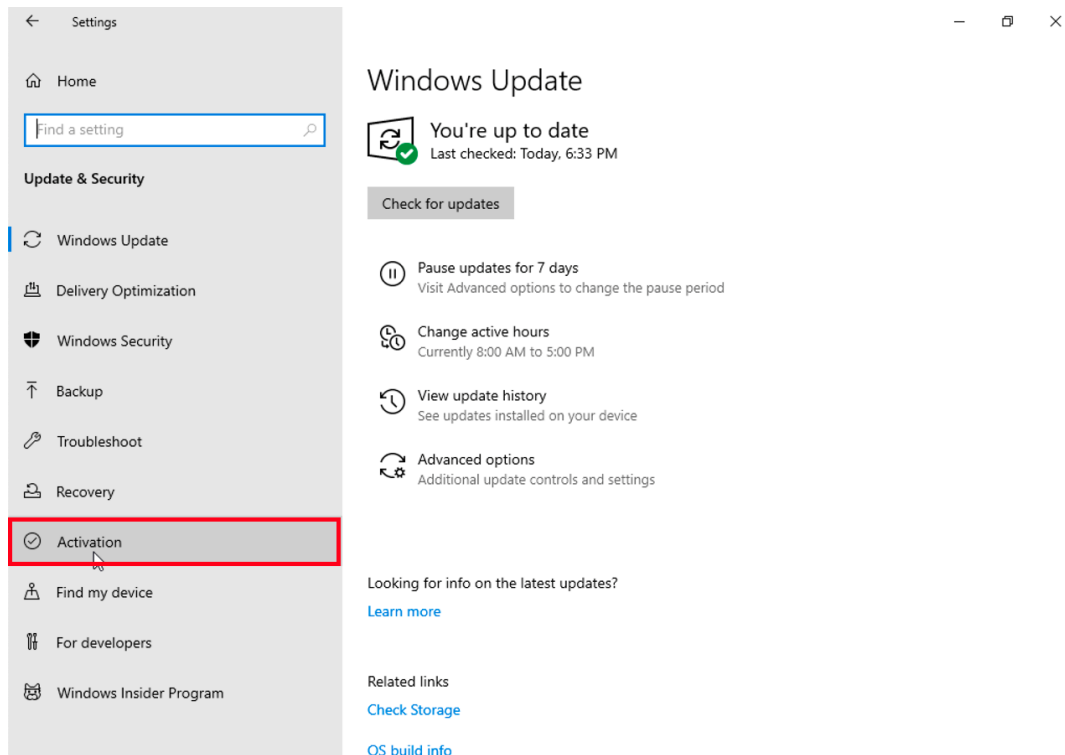 Settings
Home
Find a setting
Update & Security
Windows Update
Delivery Optimization
Windows Security
Backup
Troubleshoot
Recovery
Activation
Find my device
For developers
Windows Insider Program
Windows Update
You're up to date
Last checked: Today, 6:33 PM
Check for updates
Pause updates for 7 days
Visit Advanced options to change the pause period
Change active hours
Currently 8:00 AM to 5:00 PM
View update history
See updates installed on your device
Advanced options
Additional update controls and settings
Looking for info on the latest updates?
Learn more
Related links
Check Storage
OS build info